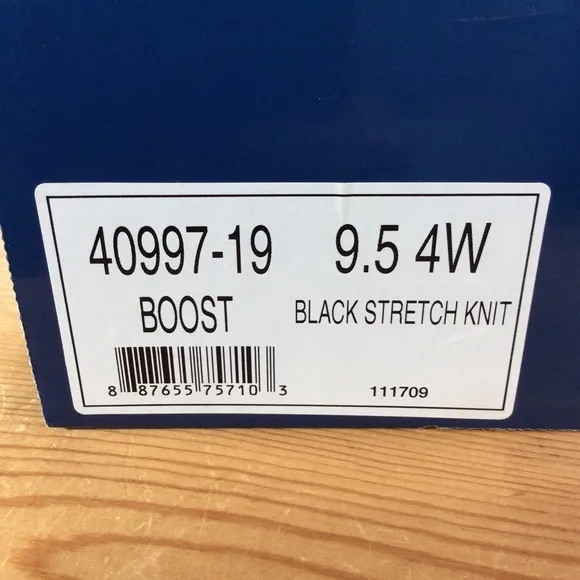 40997-19 9.5 4W
BOOST BLACK STRETCH KNIT
8 87655 75710 3 111709